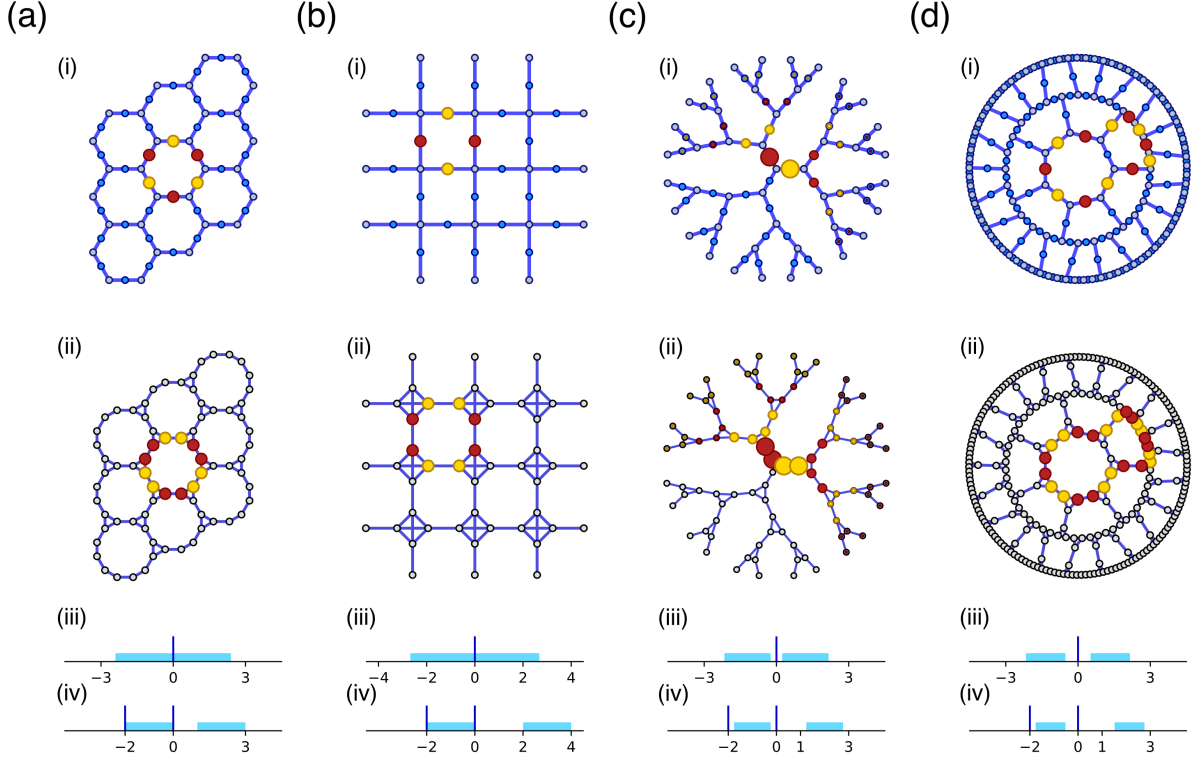 (a) (b) (c) (d)
(i) (i) (i) (i)
(ii) (ii) (ii) (ii)
(iii) (iii) (iii) (iii)
−3 0 3 −2 0 2 4 −3 0 3 −3 0 3
(iv) (iv) (iv) (iv)
−2 0 3 −2 0 2 4 −2 0 1 3 −2 0 1 3